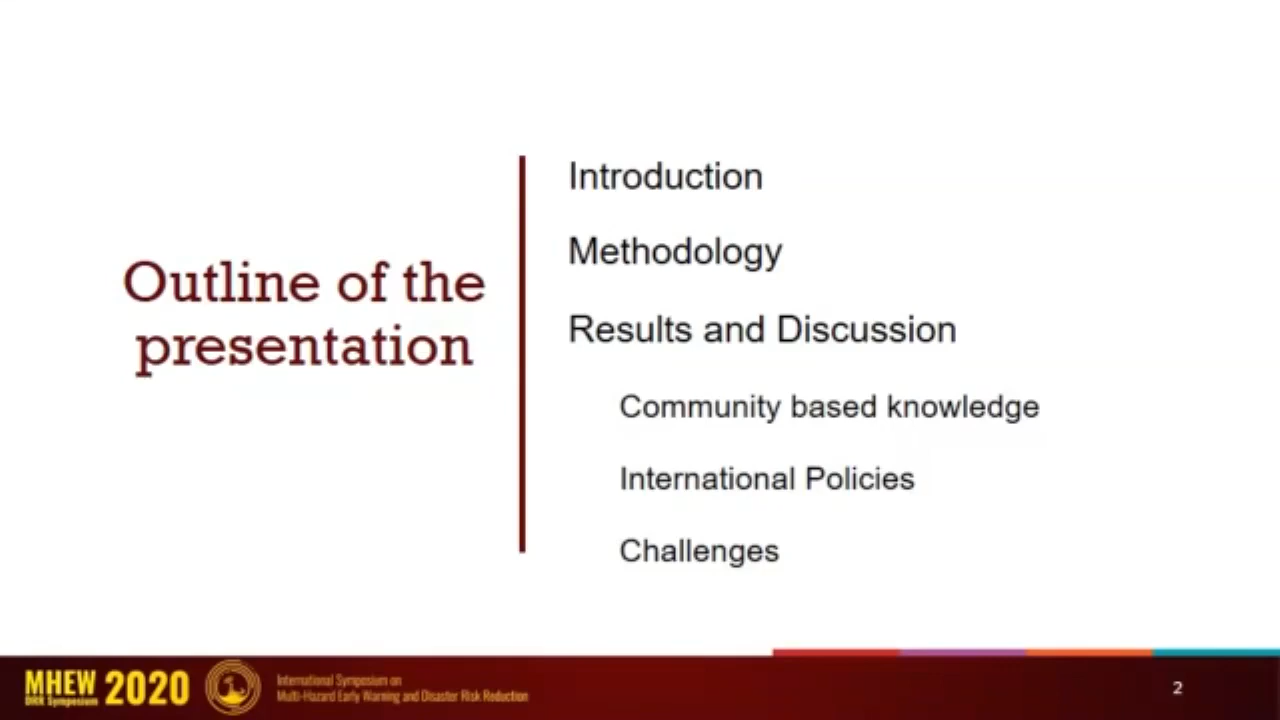 Outline of the
presentation
Introduction
Methodology
Results and Discussion
Community based knowledge
International Policies
Challenges
MHEW 2020
DRR Symposium
International Symposium on
Multi-Hazard Early Warning and Disaster Risk Reduction
2